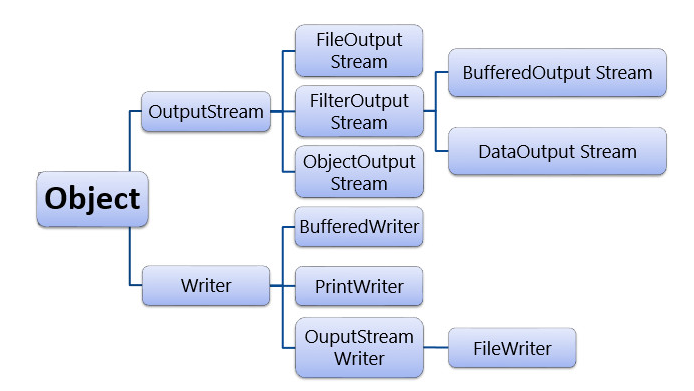 Object
OutputStream
FileOutput
Stream
FilterOutput
Stream
BufferedOutput Stream
DataOutput Stream
ObjectOutput
Stream
Writer
BufferedWriter
PrintWriter
OuputStream
Writer
FileWriter